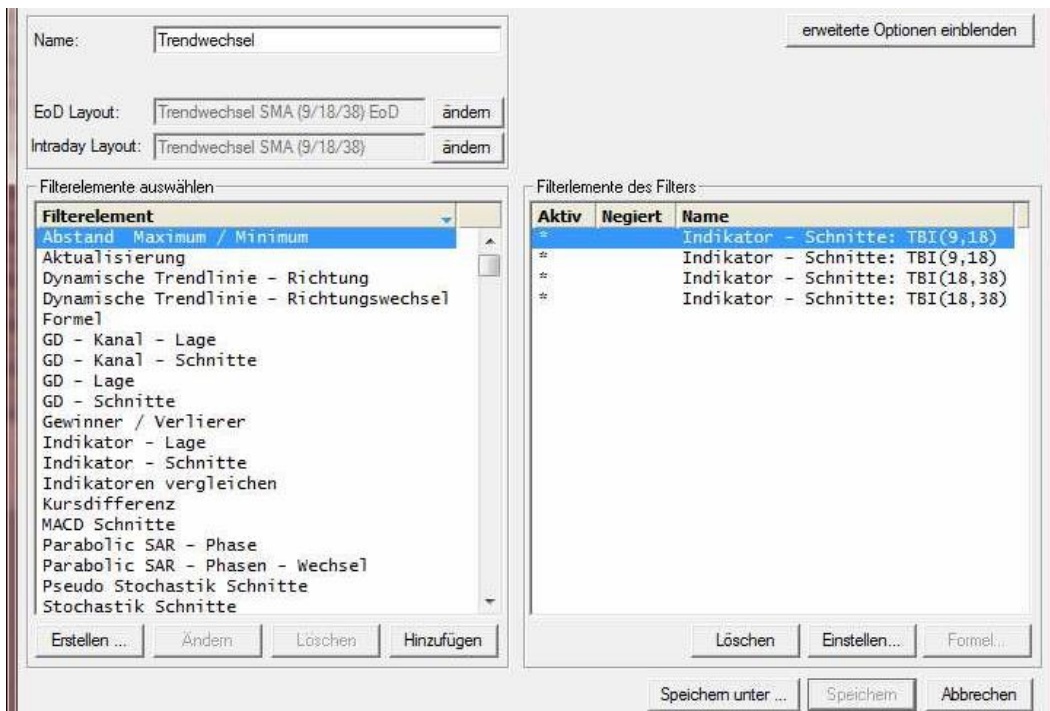 Name: Trendwechsel
erweiterte Optionen einblenden
EoD Layout: Trendwechsel SMA (9/18/38) EoD ändern
Intraday Layout: Trendwechsel SMA (9/18/38) ändern
Filterelemente auswählen
Filterelement
Abstand Maximum / Minimum
Aktualisierung
Dynamische Trendlinie - Richtung
Dynamische Trendlinie - Richtungswechsel
Formel
GD - Kanal - Lage
GD - Kanal - Schnitte
GD - Lage
GD - Schnitte
Gewinner / Verlierer
Indikator - Lage
Indikator - Schnitte
Indikatoren vergleichen
Kursdifferenz
MACD Schnitte
Parabolic SAR - Phase
Parabolic SAR - Phasen - Wechsel
Pseudo Stochastik Schnitte
Stochastik Schnitte
Erstellen ... Ändern Löschen Hinzufügen
Filterlemente des Filters
Aktiv Negiert Name
* Indikator - Schnitte: TBI(9,18)
* Indikator - Schnitte: TBI(9,18)
* Indikator - Schnitte: TBI(18,38)
* Indikator - Schnitte: TBI(18,38)
Löschen Einstellen... Formel...
Speichern unter ... Speichern Abbrechen